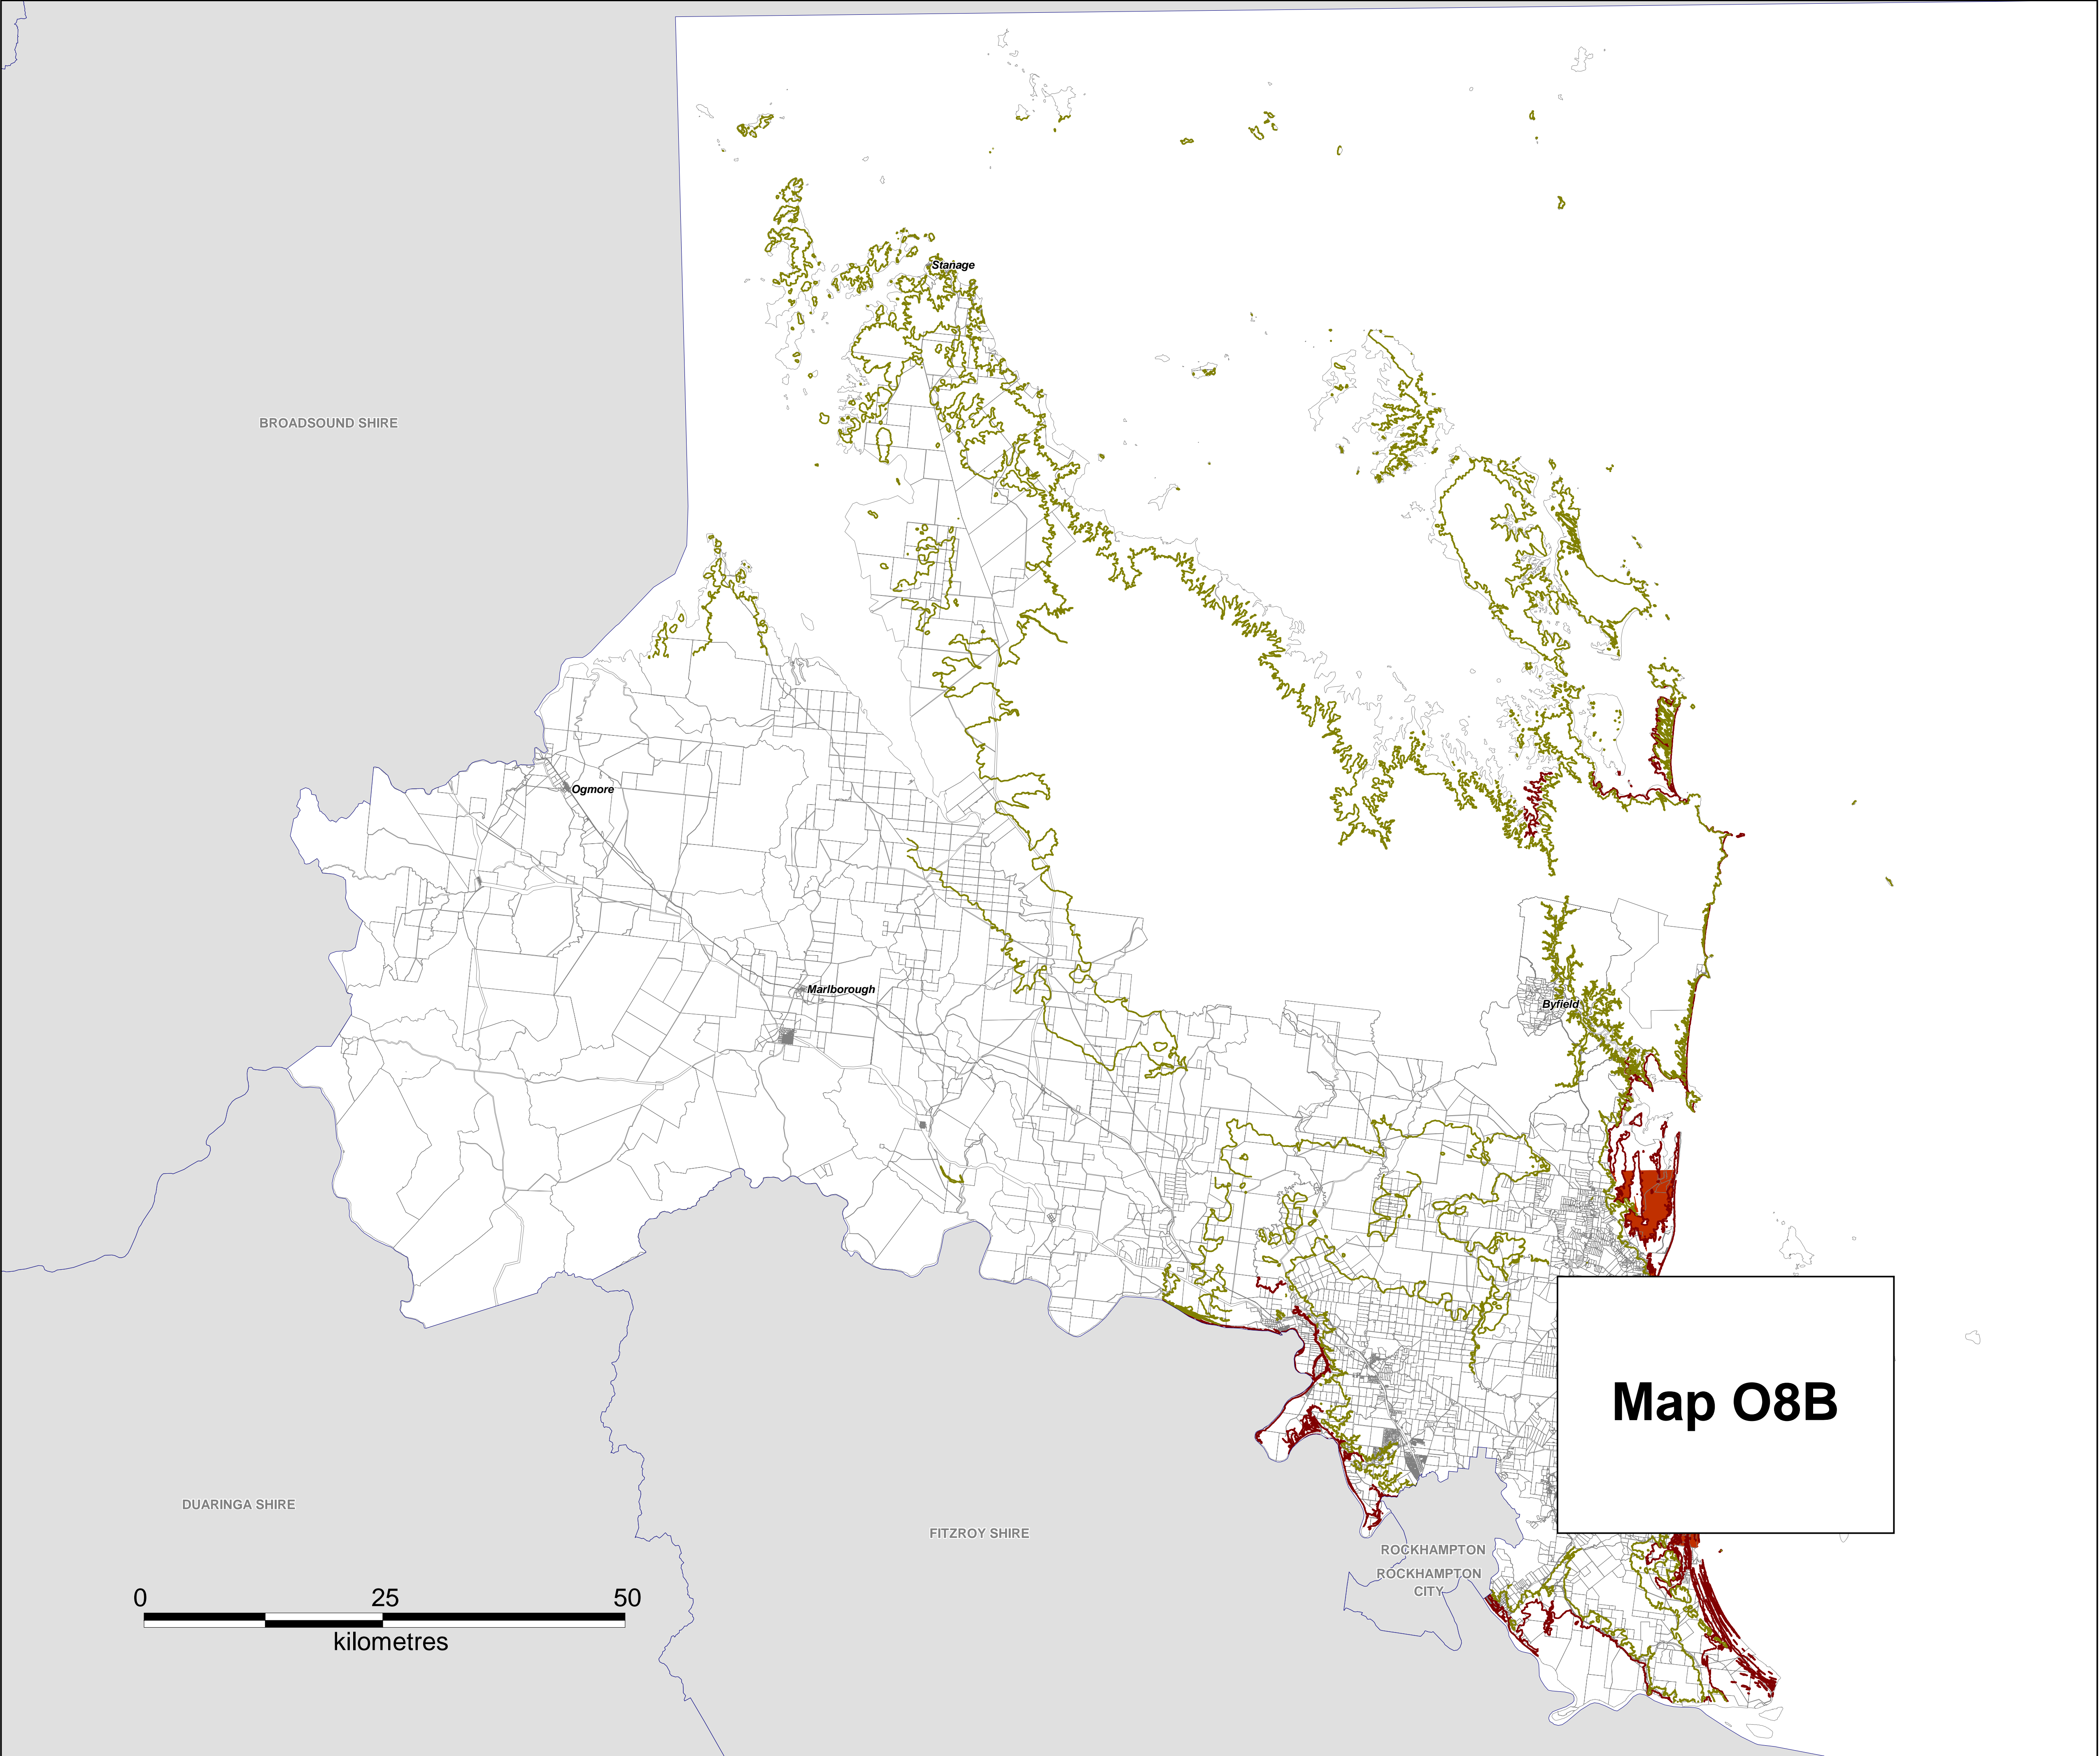 Stanage
BROADSOUND SHIRE
Ogmore
Marlborough
Byfield
Map O8B
DUARINGA SHIRE
FITZROY SHIRE
ROCKHAMPTON
ROCKHAMPTON
CITY
0 25 50
kilometres